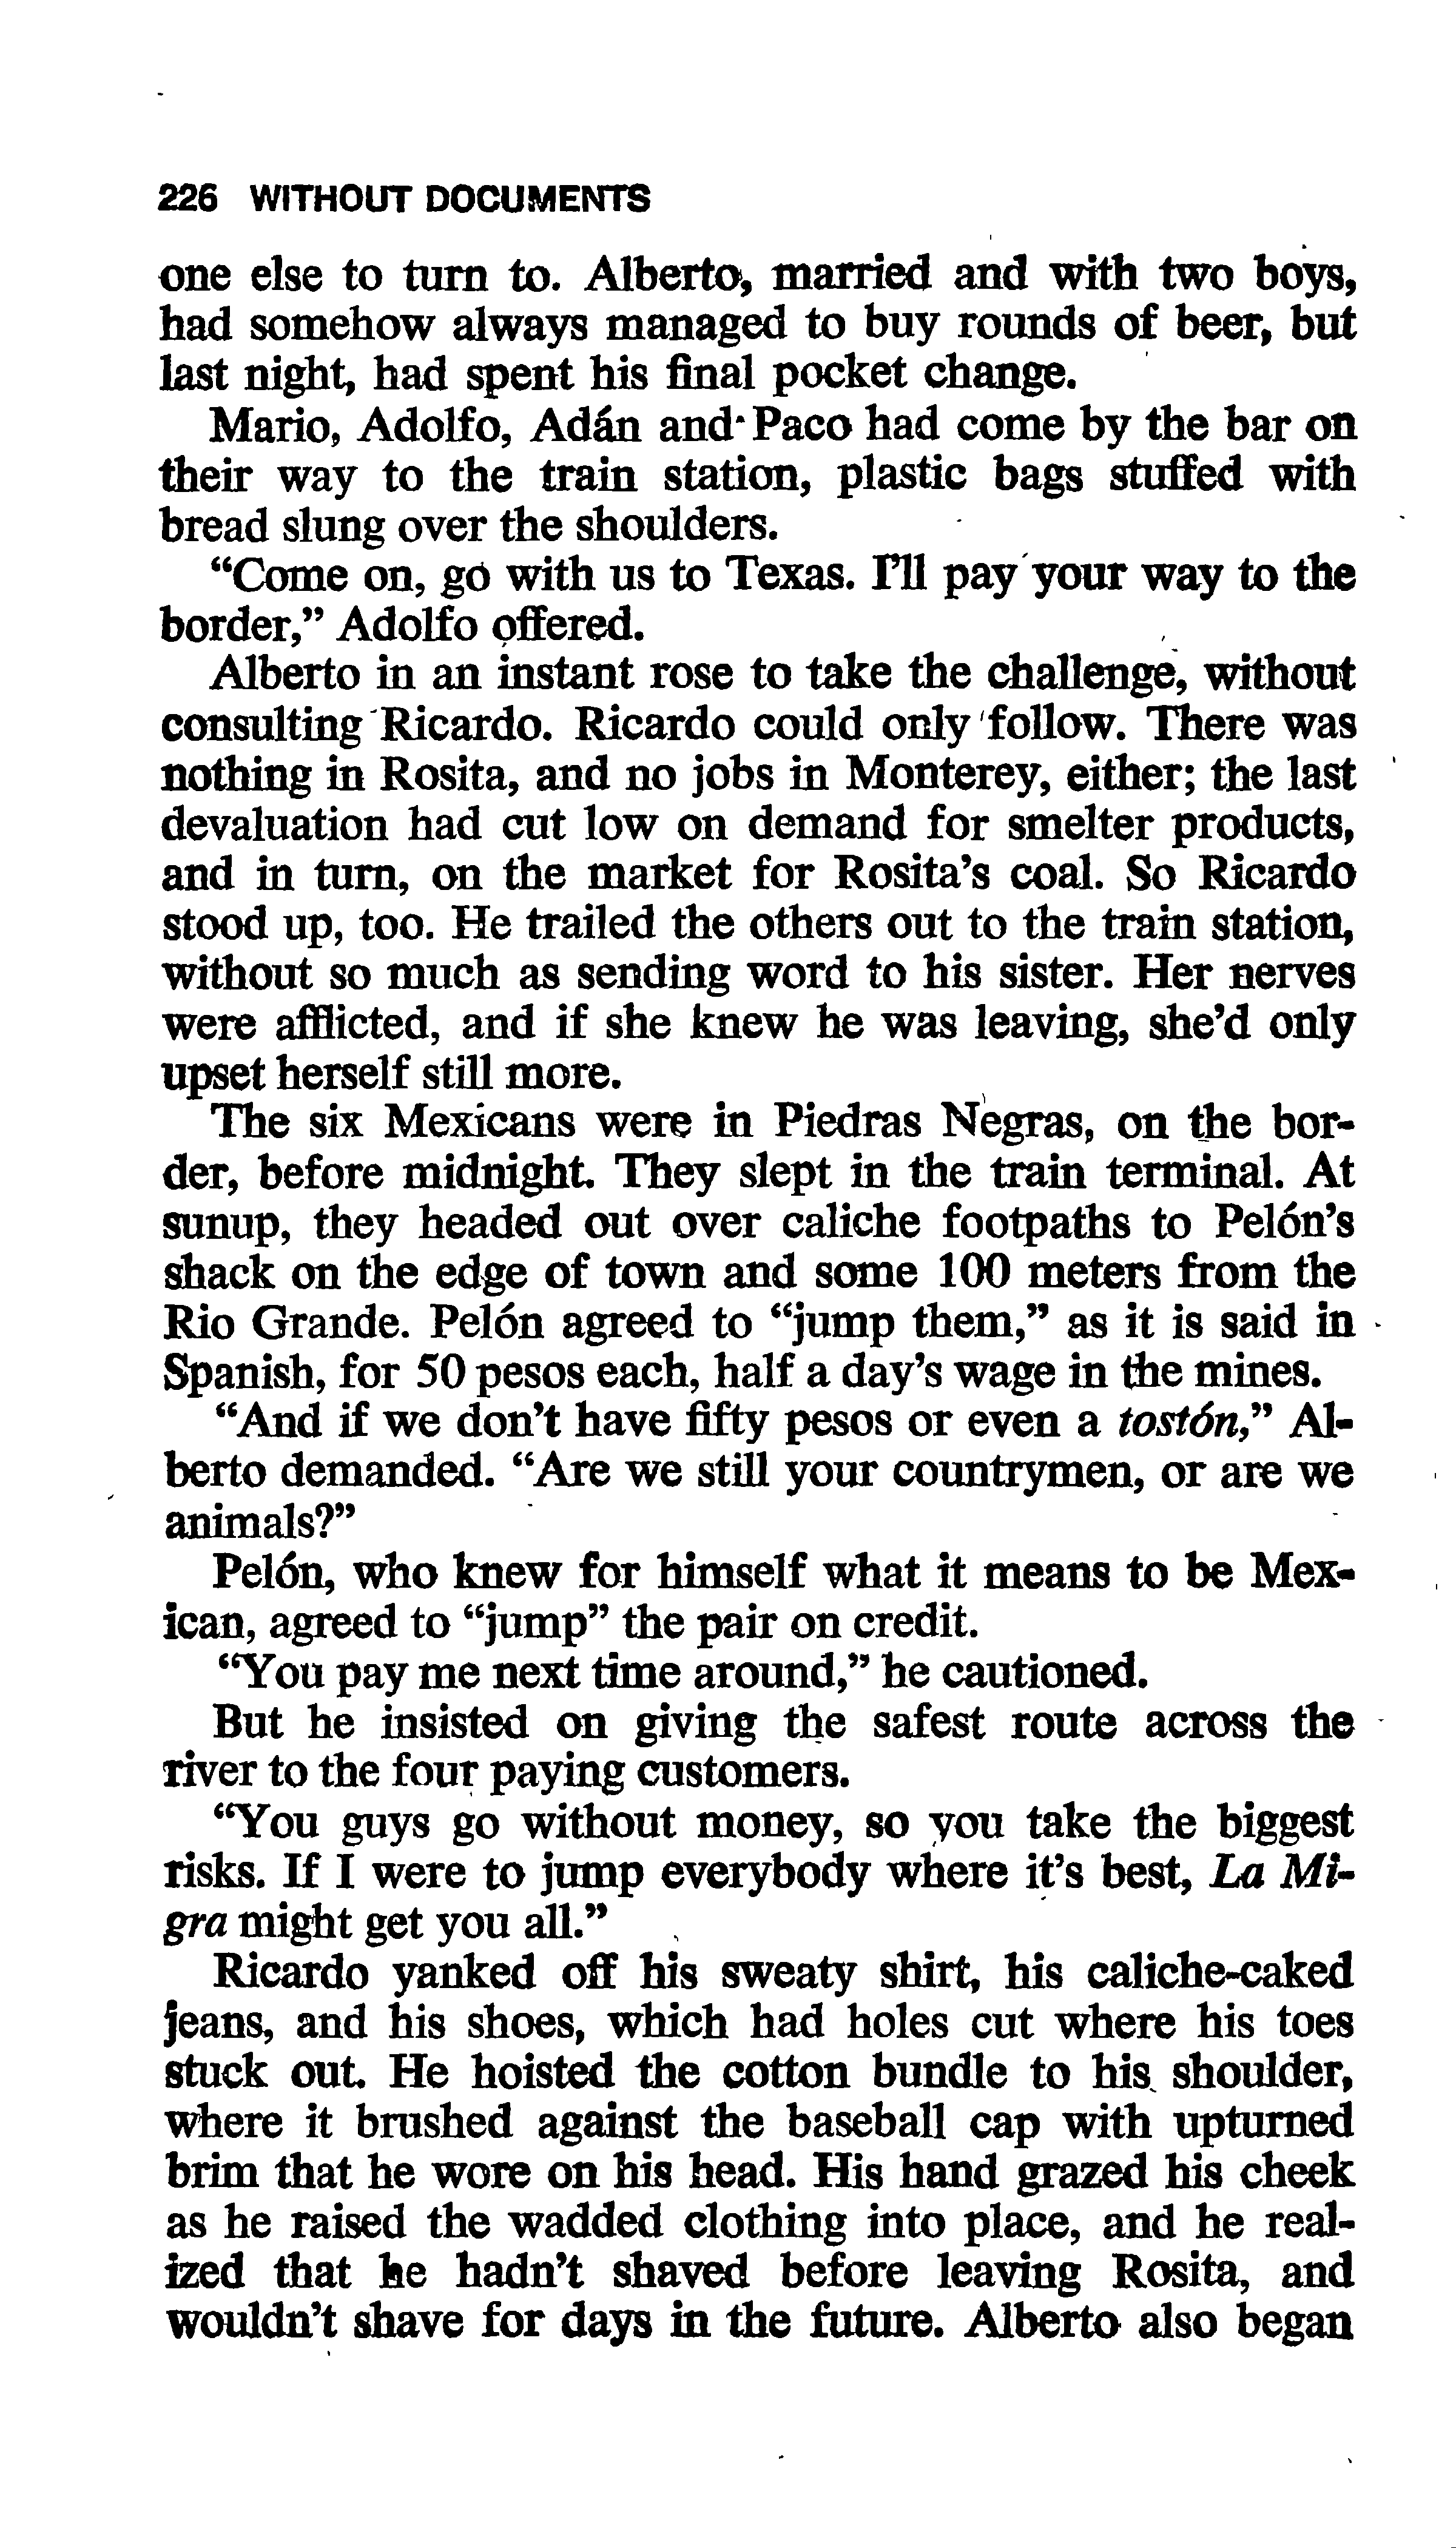 226 WITHOUT DOCUMENTS
one else to turn to. Alberto, married and with two boys,
had somehow always managed to buy rounds of beer, but
last night, had spent his final pocket change.
Mario, Adolfo, Adán and Paco had come by the bar on
their way to the train station, plastic bags stuffed with
bread slung over the shoulders.
“Come on, go with us to Texas. I’ll pay your way to the
border,” Adolfo offered.
Alberto in an instant rose to take the challenge, without
consulting Ricardo. Ricardo could only follow. There was
nothing in Rosita, and no jobs in Monterey, either; the last
devaluation had cut low on demand for smelter products,
and in turn, on the market for Rosita’s coal. So Ricardo
stood up, too. He trailed the others out to the train station,
without so much as sending word to his sister. Her nerves
were afflicted, and if she knew he was leaving, she’d only
upset herself still more.
The six Mexicans were in Piedras Negras, on the bor-
der, before midnight. They slept in the train terminal. At
sunup, they headed out over caliche footpaths to Pelón’s
shack on the edge of town and some 100 meters from the
Rio Grande. Pelón agreed to “jump them,” as it is said in
Spanish, for 50 pesos each, half a day’s wage in the mines.
“And if we don’t have fifty pesos or even a tostón,” Al-
berto demanded. “Are we still your countrymen, or are we
animals?”
Pelón, who knew for himself what it means to be Mex-
ican, agreed to “jump” the pair on credit.
“You pay me next time around,” he cautioned.
But he insisted on giving the safest route across the
river to the four paying customers.
“You guys go without money, so you take the biggest
risks. If I were to jump everybody where it’s best, La Mi-
gra might get you all.”
Ricardo yanked off his sweaty shirt, his caliche-caked
jeans, and his shoes, which had holes cut where his toes
stuck out. He hoisted the cotton bundle to his shoulder,
where it brushed against the baseball cap with upturned
brim that he wore on his head. His hand grazed his cheek
as he raised the wadded clothing into place, and he real-
ized that he hadn’t shaved before leaving Rosita, and
wouldn’t shave for days in the future. Alberto also began